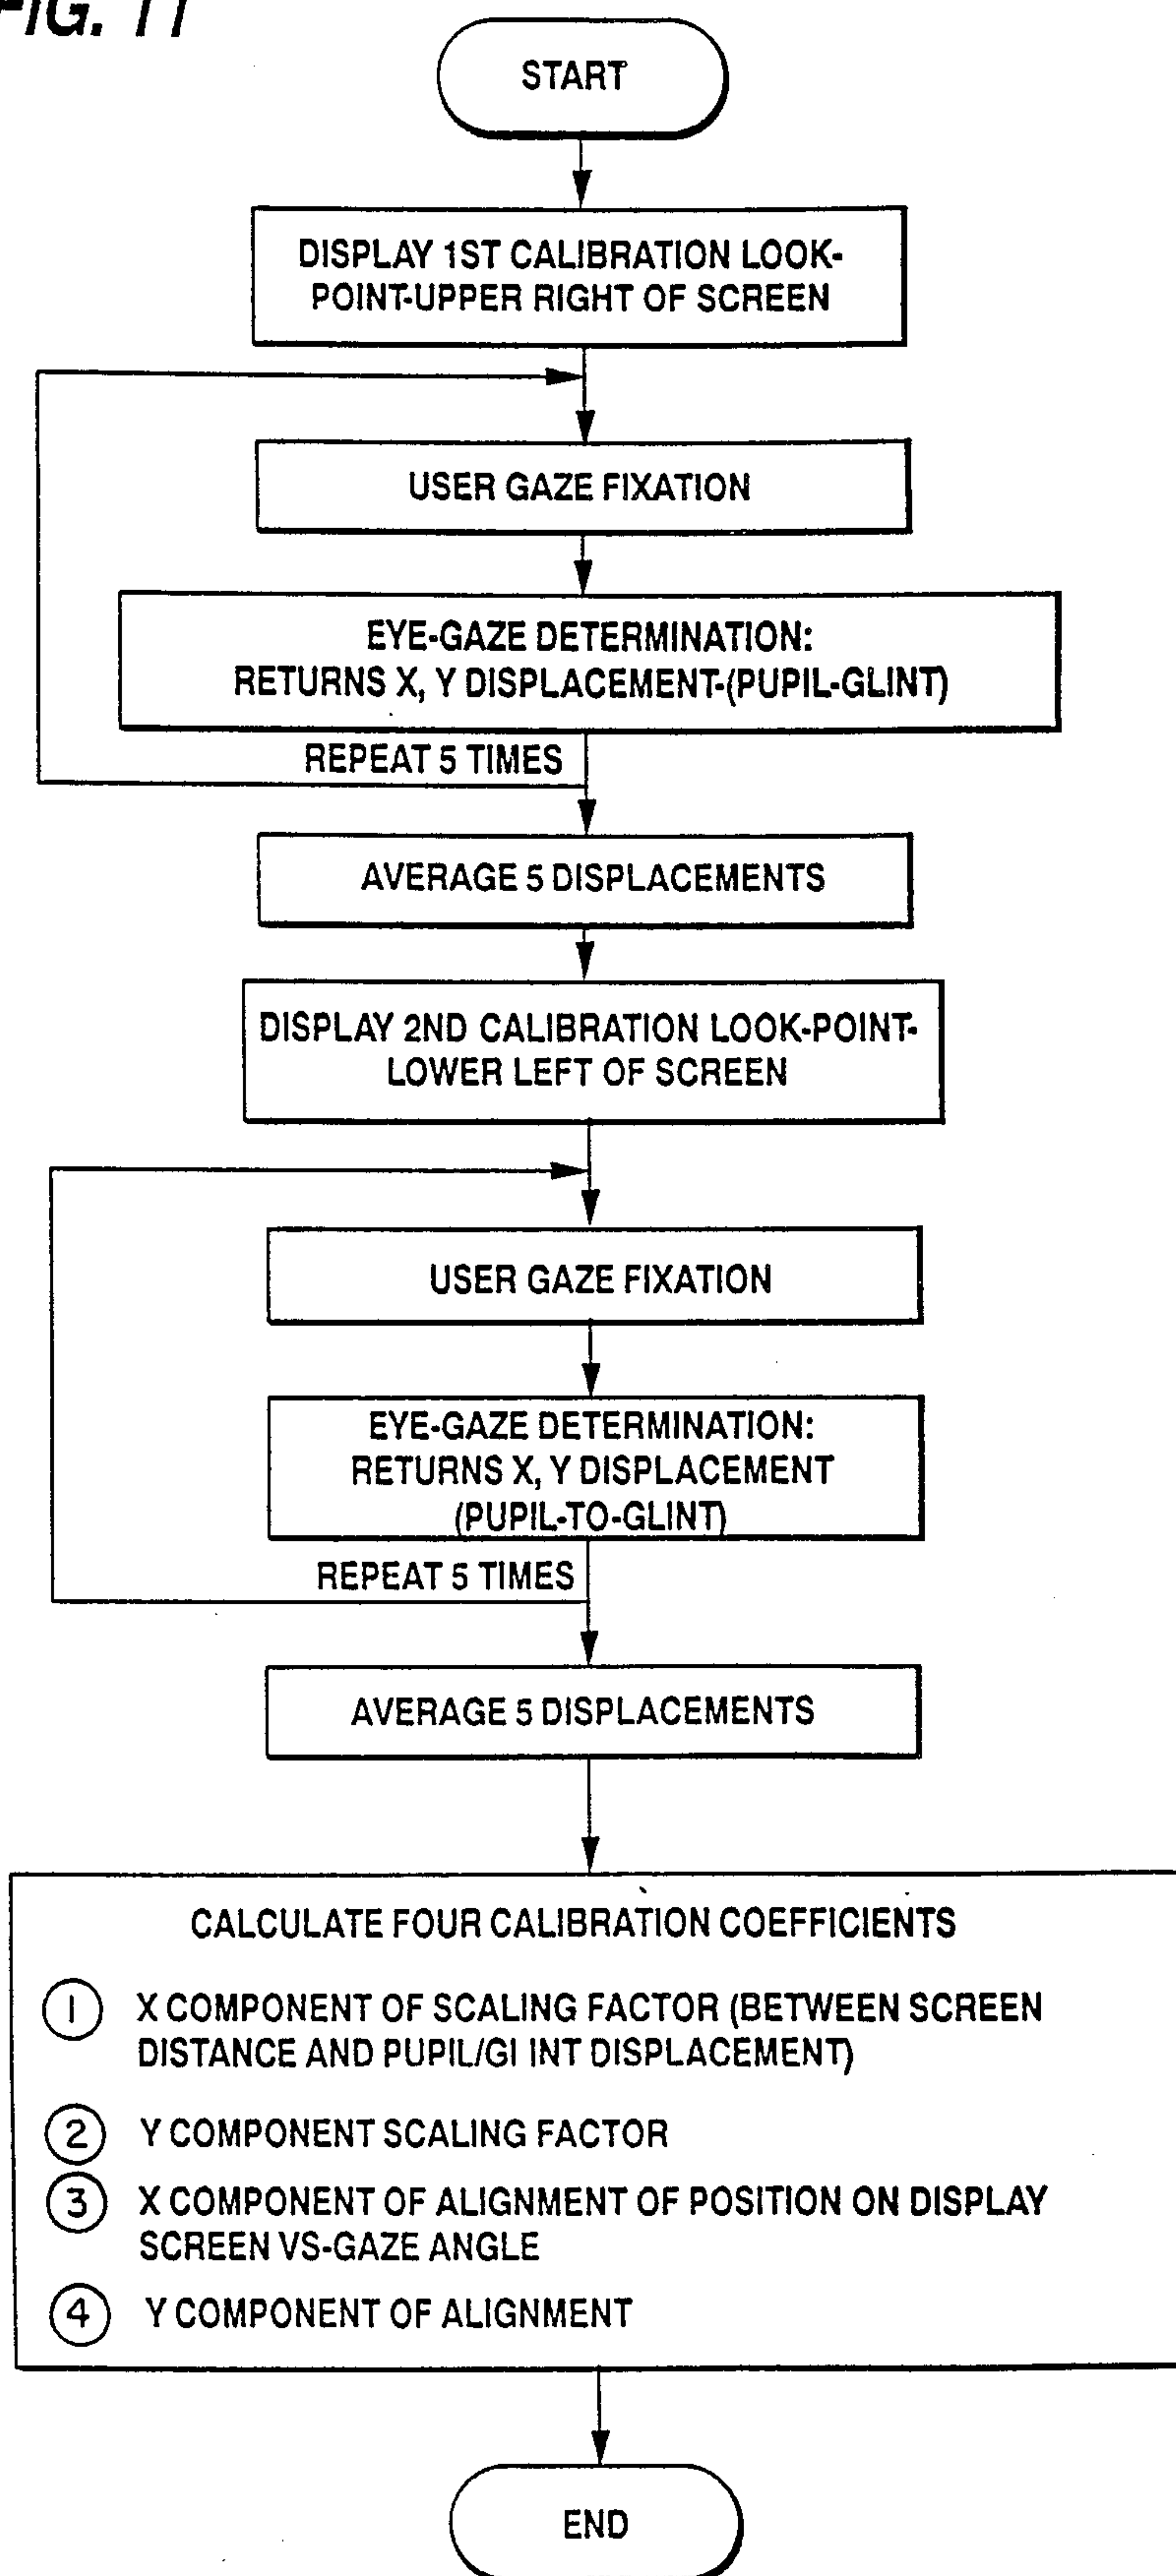 FIG. 11
START
DISPLAY 1ST CALIBRATION LOOK-
POINT-UPPER RIGHT OF SCREEN
USER GAZE FIXATION
EYE-GAZE DETERMINATION:
RETURNS X, Y DISPLACEMENT-(PUPIL-GLINT)
REPEAT 5 TIMES
AVERAGE 5 DISPLACEMENTS
DISPLAY 2ND CALIBRATION LOOK-POINT-
LOWER LEFT OF SCREEN
USER GAZE FIXATION
EYE-GAZE DETERMINATION:
RETURNS X, Y DISPLACEMENT
(PUPIL-TO-GLINT)
REPEAT 5 TIMES
AVERAGE 5 DISPLACEMENTS
CALCULATE FOUR CALIBRATION COEFFICIENTS
1 X COMPONENT OF SCALING FACTOR (BETWEEN SCREEN
DISTANCE AND PUPIL/GI INT DISPLACEMENT)
2 Y COMPONENT SCALING FACTOR
3 X COMPONENT OF ALIGNMENT OF POSITION ON DISPLAY
SCREEN VS-GAZE ANGLE
4 Y COMPONENT OF ALIGNMENT
END